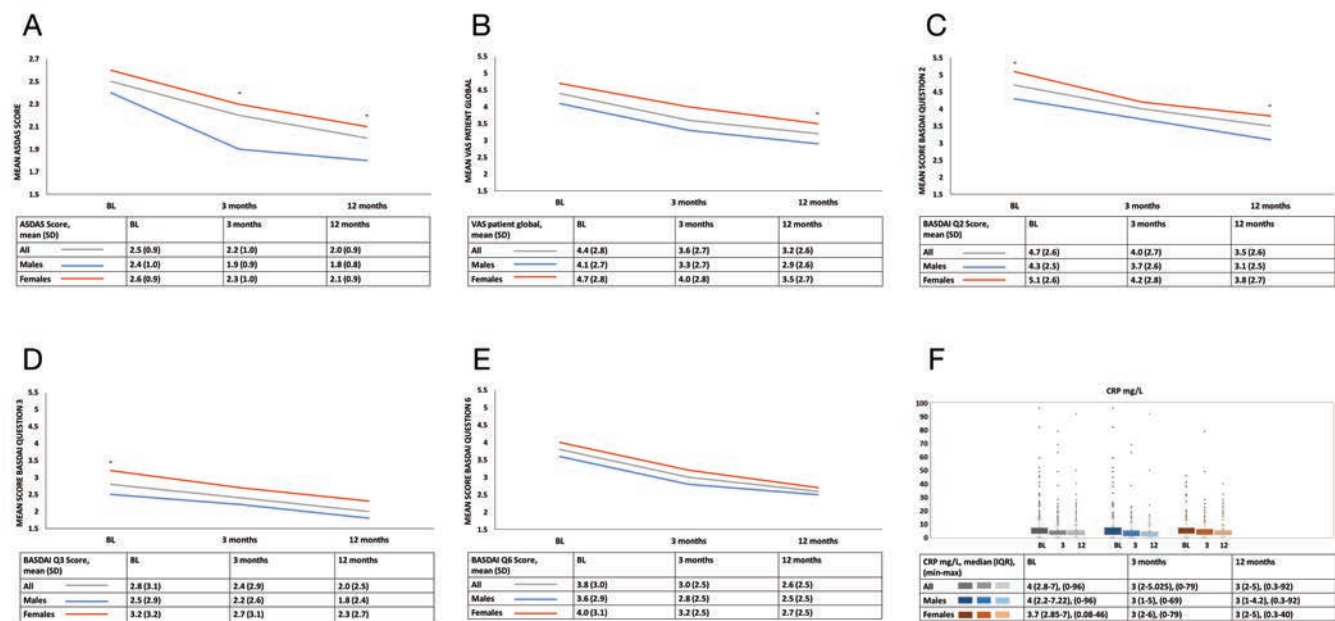 A
MEAN ASDAS SCORE
2.7
2.5
2.3
2.1
1.9
1.7
1.5
BL 3 months 12 months
ASDAS Score, mean (SD) BL 3 months 12 months
All 2.5 (0.9) 2.2 (1.0) 2.0 (0.9)
Males 2.4 (1.0) 1.9 (0.9) 1.8 (0.8)
Females 2.6 (0.9) 2.3 (1.0) 2.1 (0.9)
B
MEAN VAS PATIENT GLOBAL
5.5
5
4.5
4
3.5
3
2.5
2
1.5
BL 3 months 12 months
VAS patient global, mean (SD) BL 3 months 12 months
All 4.4 (2.8) 3.6 (2.7) 3.2 (2.6)
Males 4.1 (2.7) 3.3 (2.7) 2.9 (2.6)
Females 4.7 (2.8) 4.0 (2.8) 3.5 (2.7)
C
MEAN SCORE BASDAI QUESTION 2
5.5
5
4.5
4
3.5
3
2.5
2
1.5
BL 3 months 12 months
BASDAI Q2 Score, mean (SD) BL 3 months 12 months
All 4.7 (2.6) 4.0 (2.7) 3.5 (2.6)
Males 4.3 (2.5) 3.7 (2.6) 3.1 (2.5)
Females 5.1 (2.6) 4.2 (2.8) 3.8 (2.7)
D
MEAN SCORE BASDAI QUESTION 3
5.5
5
4.5
4
3.5
3
2.5
2
1.5
BL 3 months 12 months
BASDAI Q3 Score, mean (SD) BL 3 months 12 months
All 2.8 (3.1) 2.4 (2.9) 2.0 (2.5)
Males 2.5 (2.9) 2.2 (2.6) 1.8 (2.4)
Females 3.2 (3.2) 2.7 (3.1) 2.3 (2.7)
E
MEAN SCORE BASDAI QUESTION 6
5.5
5
4.5
4
3.5
3
2.5
2
1.5
BL 3 months 12 months
BASDAI Q6 Score, mean (SD) BL 3 months 12 months
All 3.8 (3.0) 3.0 (2.5) 2.6 (2.5)
Males 3.6 (2.9) 2.8 (2.5) 2.5 (2.5)
Females 4.0 (3.1) 3.2 (2.5) 2.7 (2.5)
F
CRP mg/L
100
90
80
70
60
50
40
30
20
10
0
BL 3 12 BL 3 12 BL 3 12
CRP mg/L, median (IQR), (min-max) BL 3 months 12 months
All 4 (2.8-7), (0-96) 3 (2-5.025), (0-79) 3 (2-5), (0.3-92)
Males 4 (2.2-7.22), (0-96) 3 (1-5), (0-69) 3 (1-4.2), (0.3-92)
Females 3.7 (2.85-7), (0.08-46) 3 (2-6), (0-79) 3 (2-5), (0.3-40)